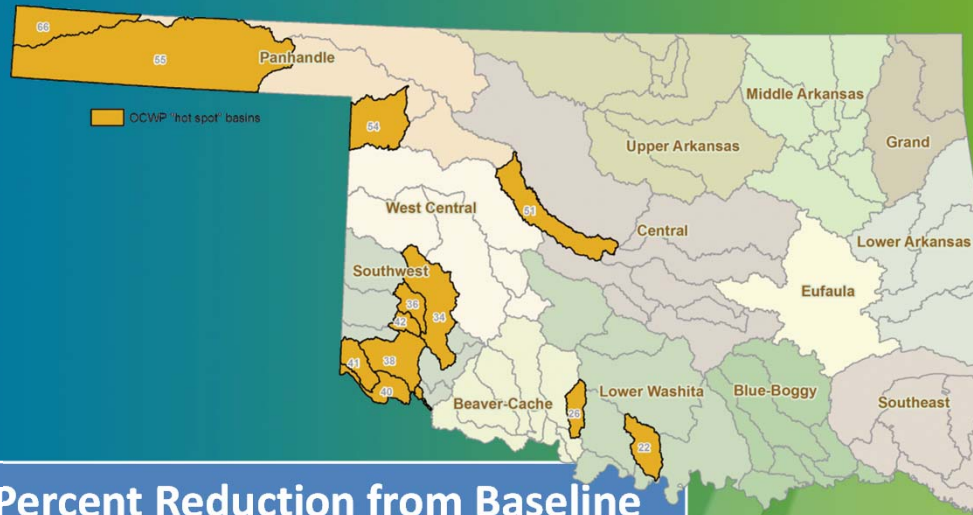 66
55
Panhandle
OCWP "hot spot" basins
54
Middle Arkansas
Upper Arkansas
Grand
51
West Central
Central
Lower Arkansas
Southwest
Eufaula
36
34
42
41
38
40
Beaver-Cache
26
Lower Washita
Blue-Boggy
Southeast
22
Percent Reduction from Baseline